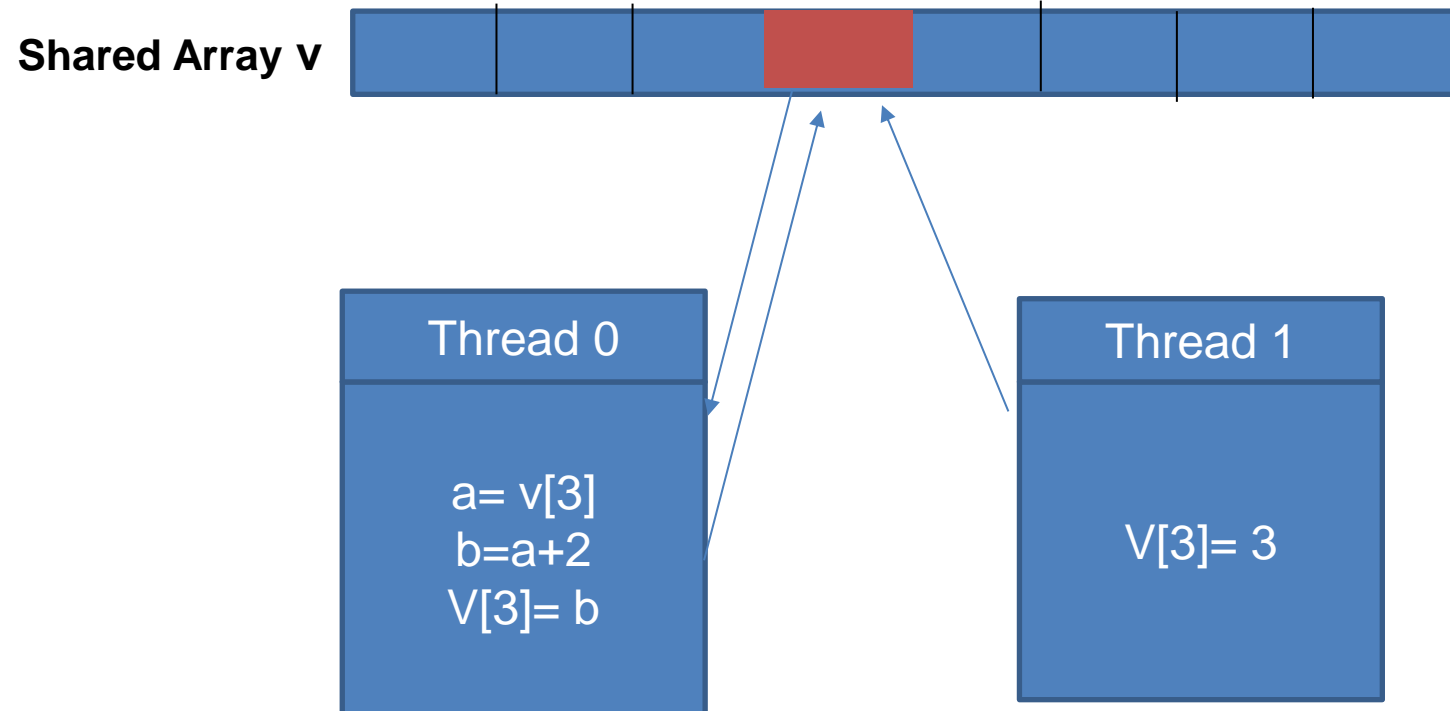 Shared Array v
Thread 0
a= v[3]
b=a+2
V[3]= b
Thread 1
V[3]= 3